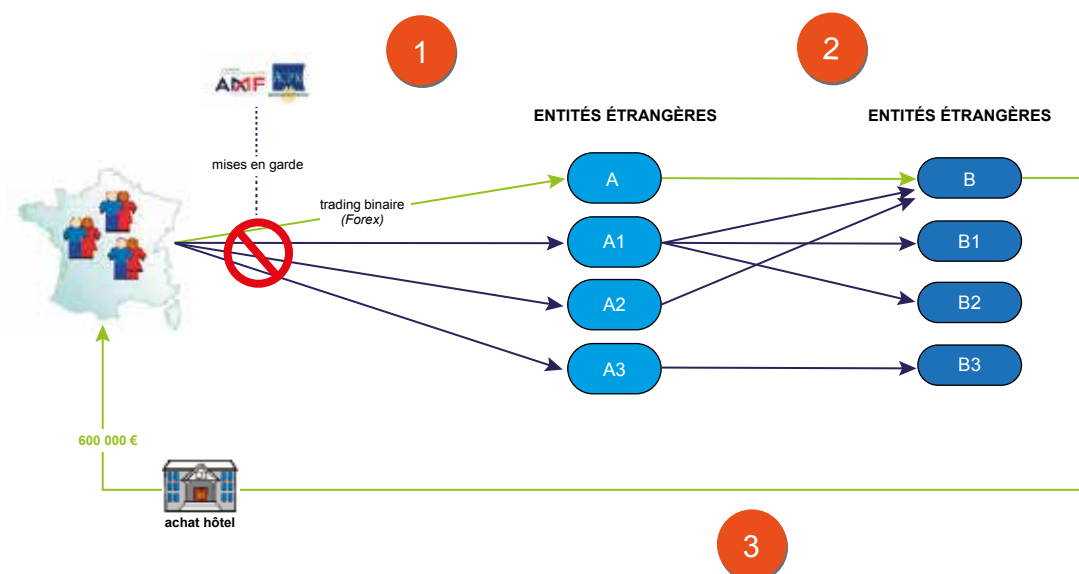 1
2
AMF ACPR
ENTITÉS ÉTRANGÈRES
ENTITÉS ÉTRANGÈRES
mises en garde
A
B
trading binaire
(Forex)
A1
B1
A2
B2
A3
B3
600 000 €
achat hôtel
3